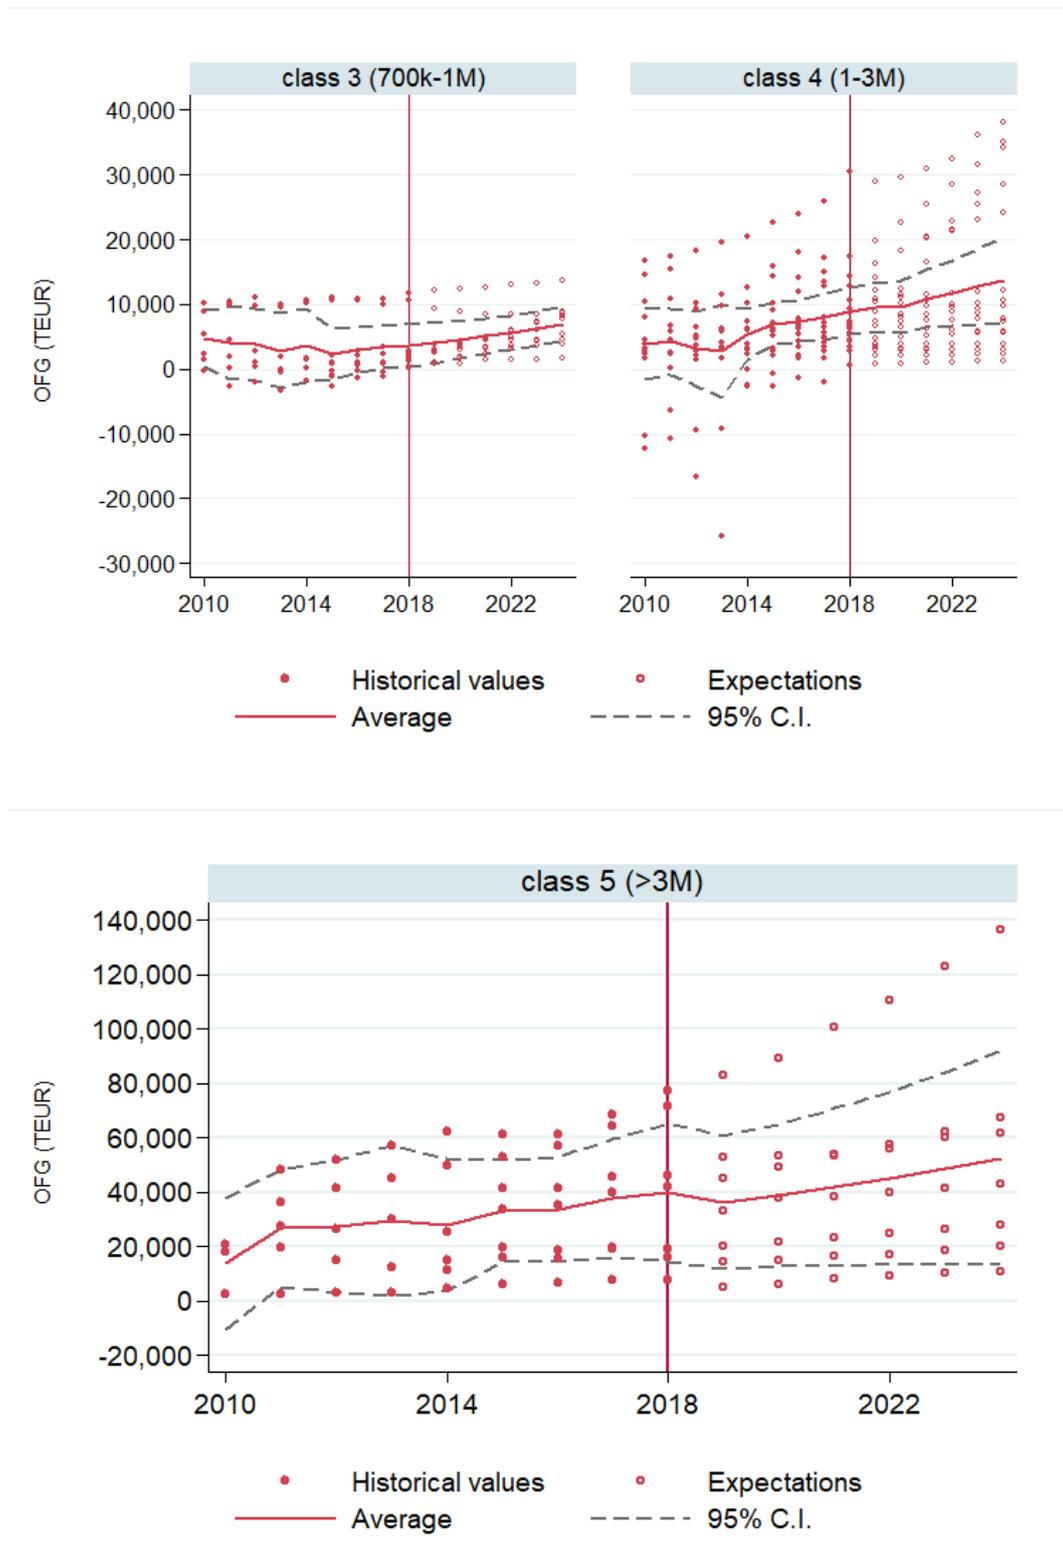 class 3 (700k-1M) class 4 (1-3M)
40,000
30,000
20,000
10,000
0
-10,000
-20,000
-30,000
OFG (TEUR)
2010 2014 2018 2022 2010 2014 2018 2022
Historical values Expectations
Average 95% C.I.
class 5 (>3M)
140,000
120,000
100,000
80,000
60,000
40,000
20,000
0
-20,000
OFG (TEUR)
2010 2014 2018 2022
Historical values Expectations
Average 95% C.I.